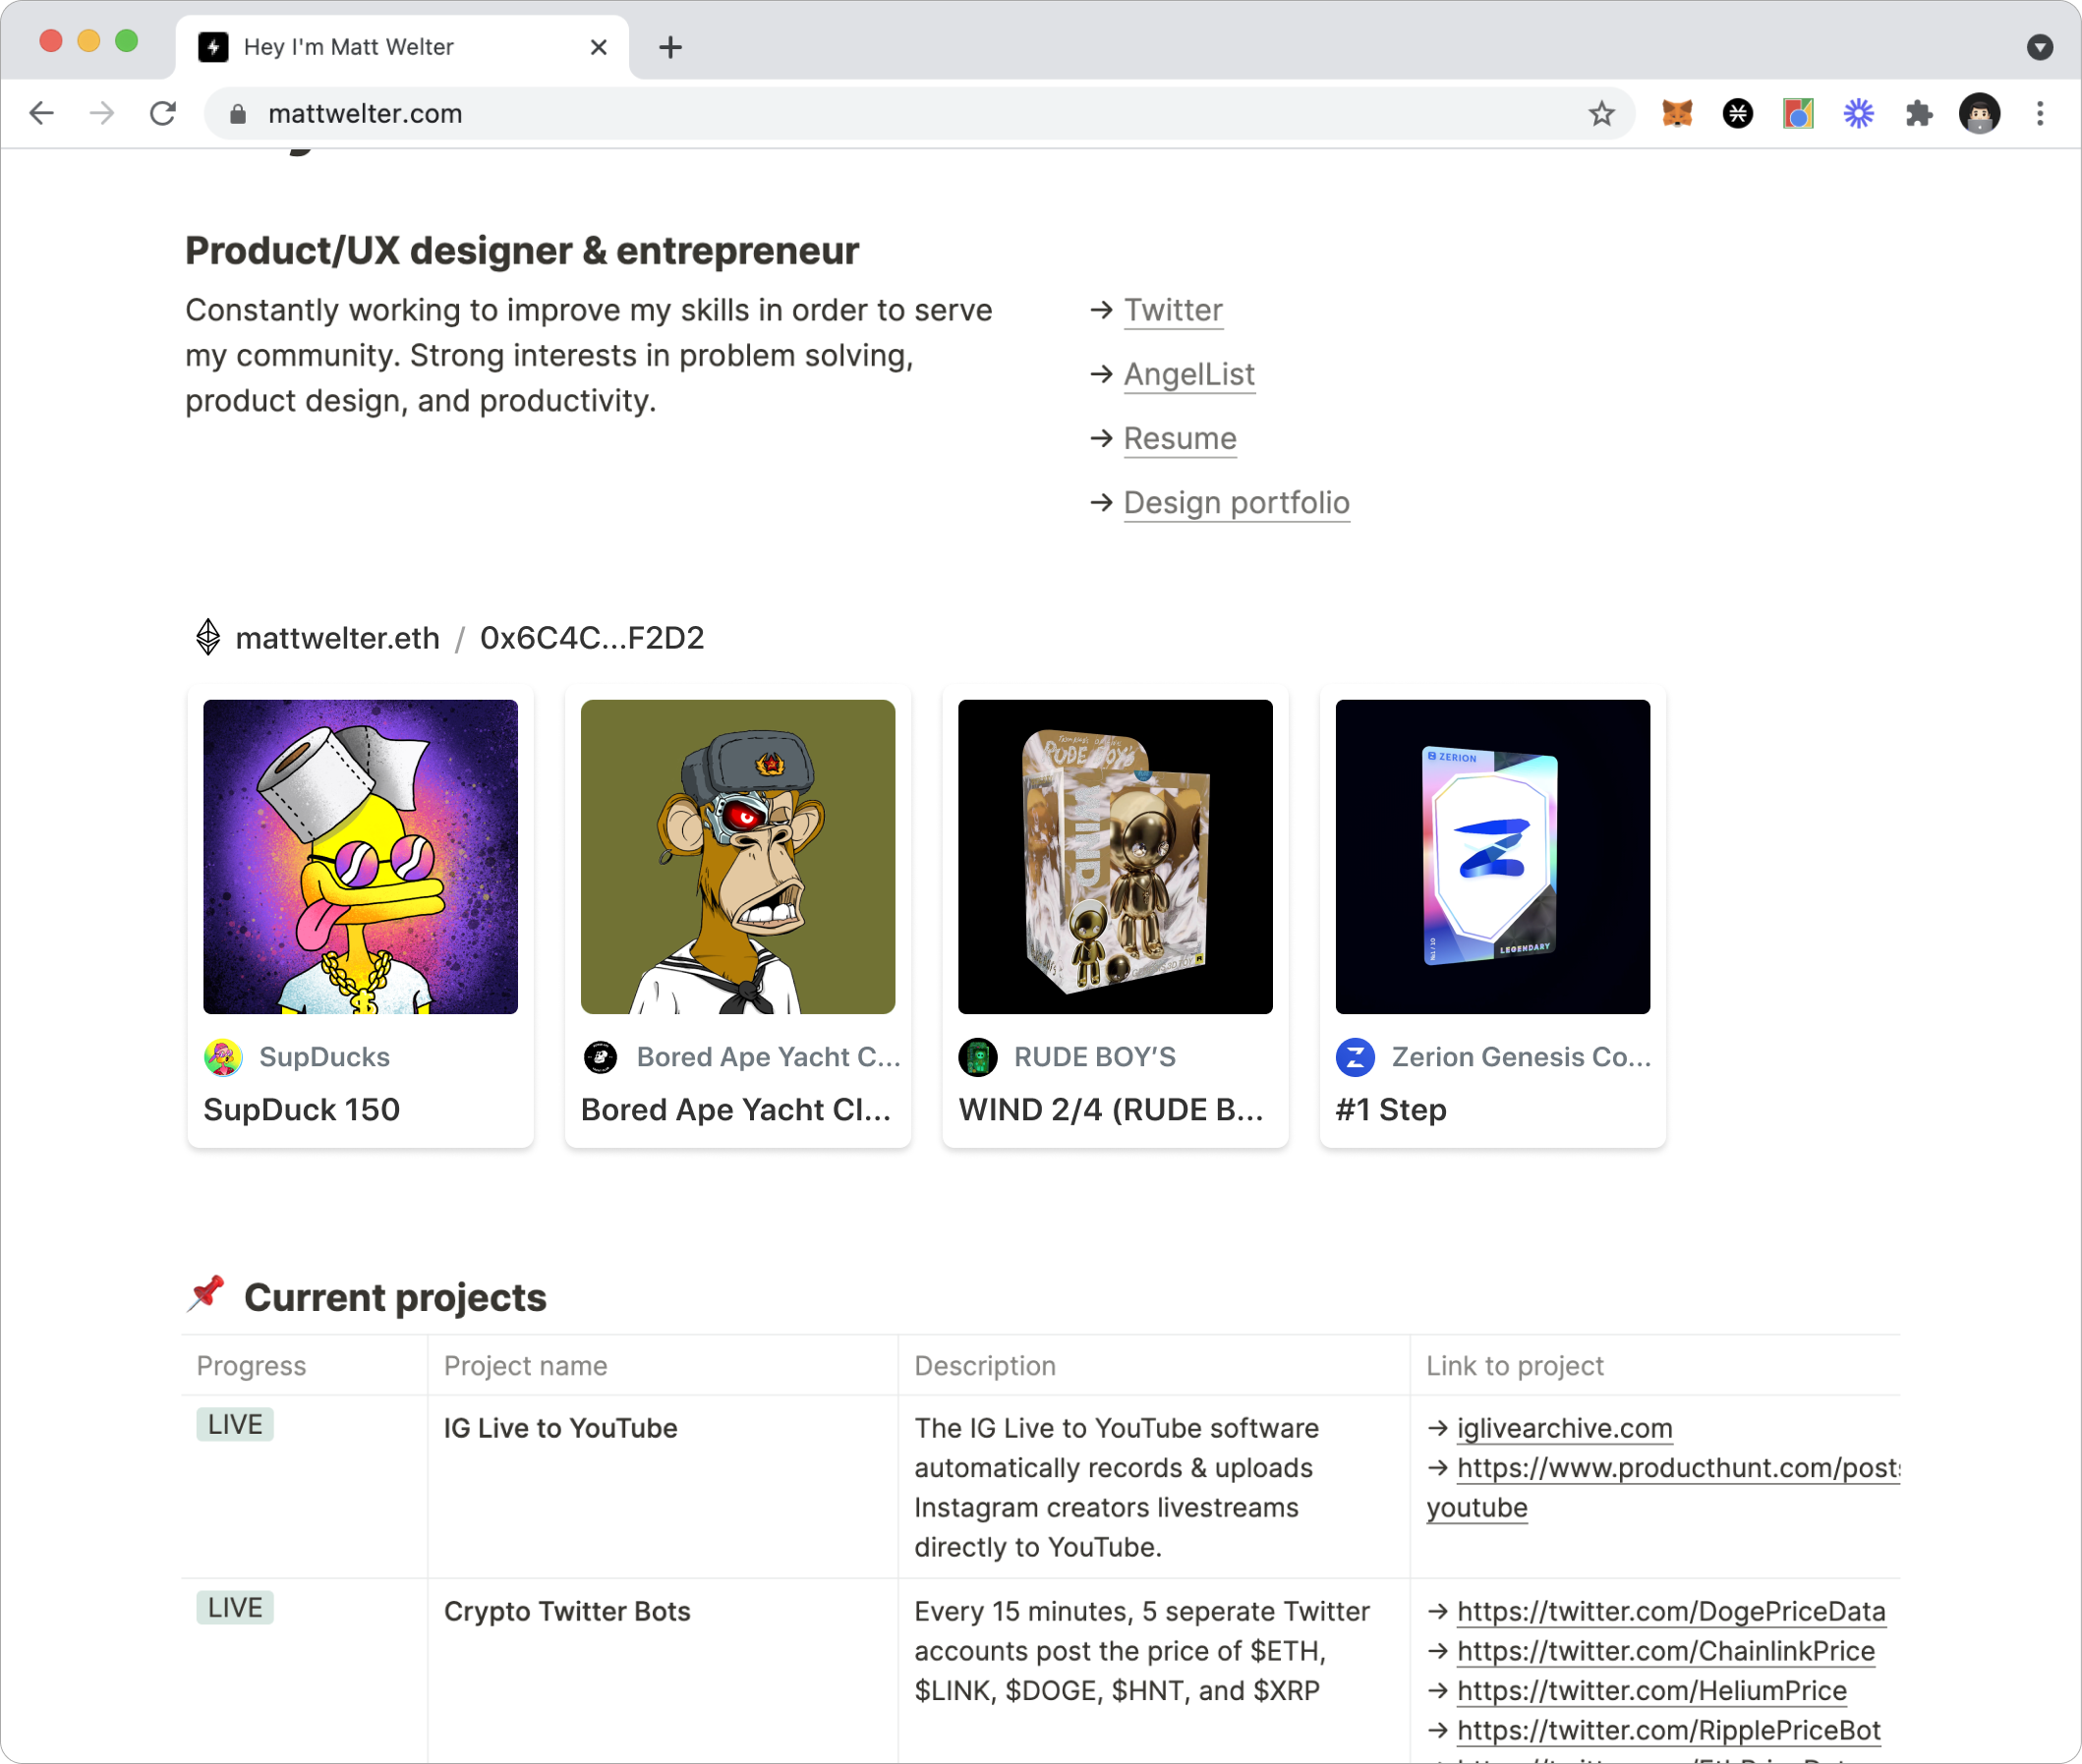 Hey I'm Matt Welter
mattwelter.com
Product/UX designer & entrepreneur
Constantly working to improve my skills in order to serve
my community. Strong interests in problem solving,
product design, and productivity.
→ Twitter
→ AngelList
→ Resume
→ Design portfolio
mattwelter.eth / 0x6C4C...F2D2
RUDE BOY'S
WIND
ZERION
LEGENDARY
SupDucks
SupDuck 150
Bored Ape Yacht C...
Bored Ape Yacht Cl...
RUDE BOY’S
WIND 2/4 (RUDE B...
Zerion Genesis Co...
#1 Step
Current projects
Progress
Project name
Description
Link to project
LIVE
IG Live to YouTube
The IG Live to YouTube software
automatically records & uploads
Instagram creators livestreams
directly to YouTube.
→ iglivearchive.com
→ https://www.producthunt.com/posts
youtube
LIVE
Crypto Twitter Bots
Every 15 minutes, 5 seperate Twitter
accounts post the price of $ETH,
$LINK, $DOGE, $HNT, and $XRP
→ https://twitter.com/DogePriceData
→ https://twitter.com/ChainlinkPrice
→ https://twitter.com/HeliumPrice
→ https://twitter.com/RipplePriceBot